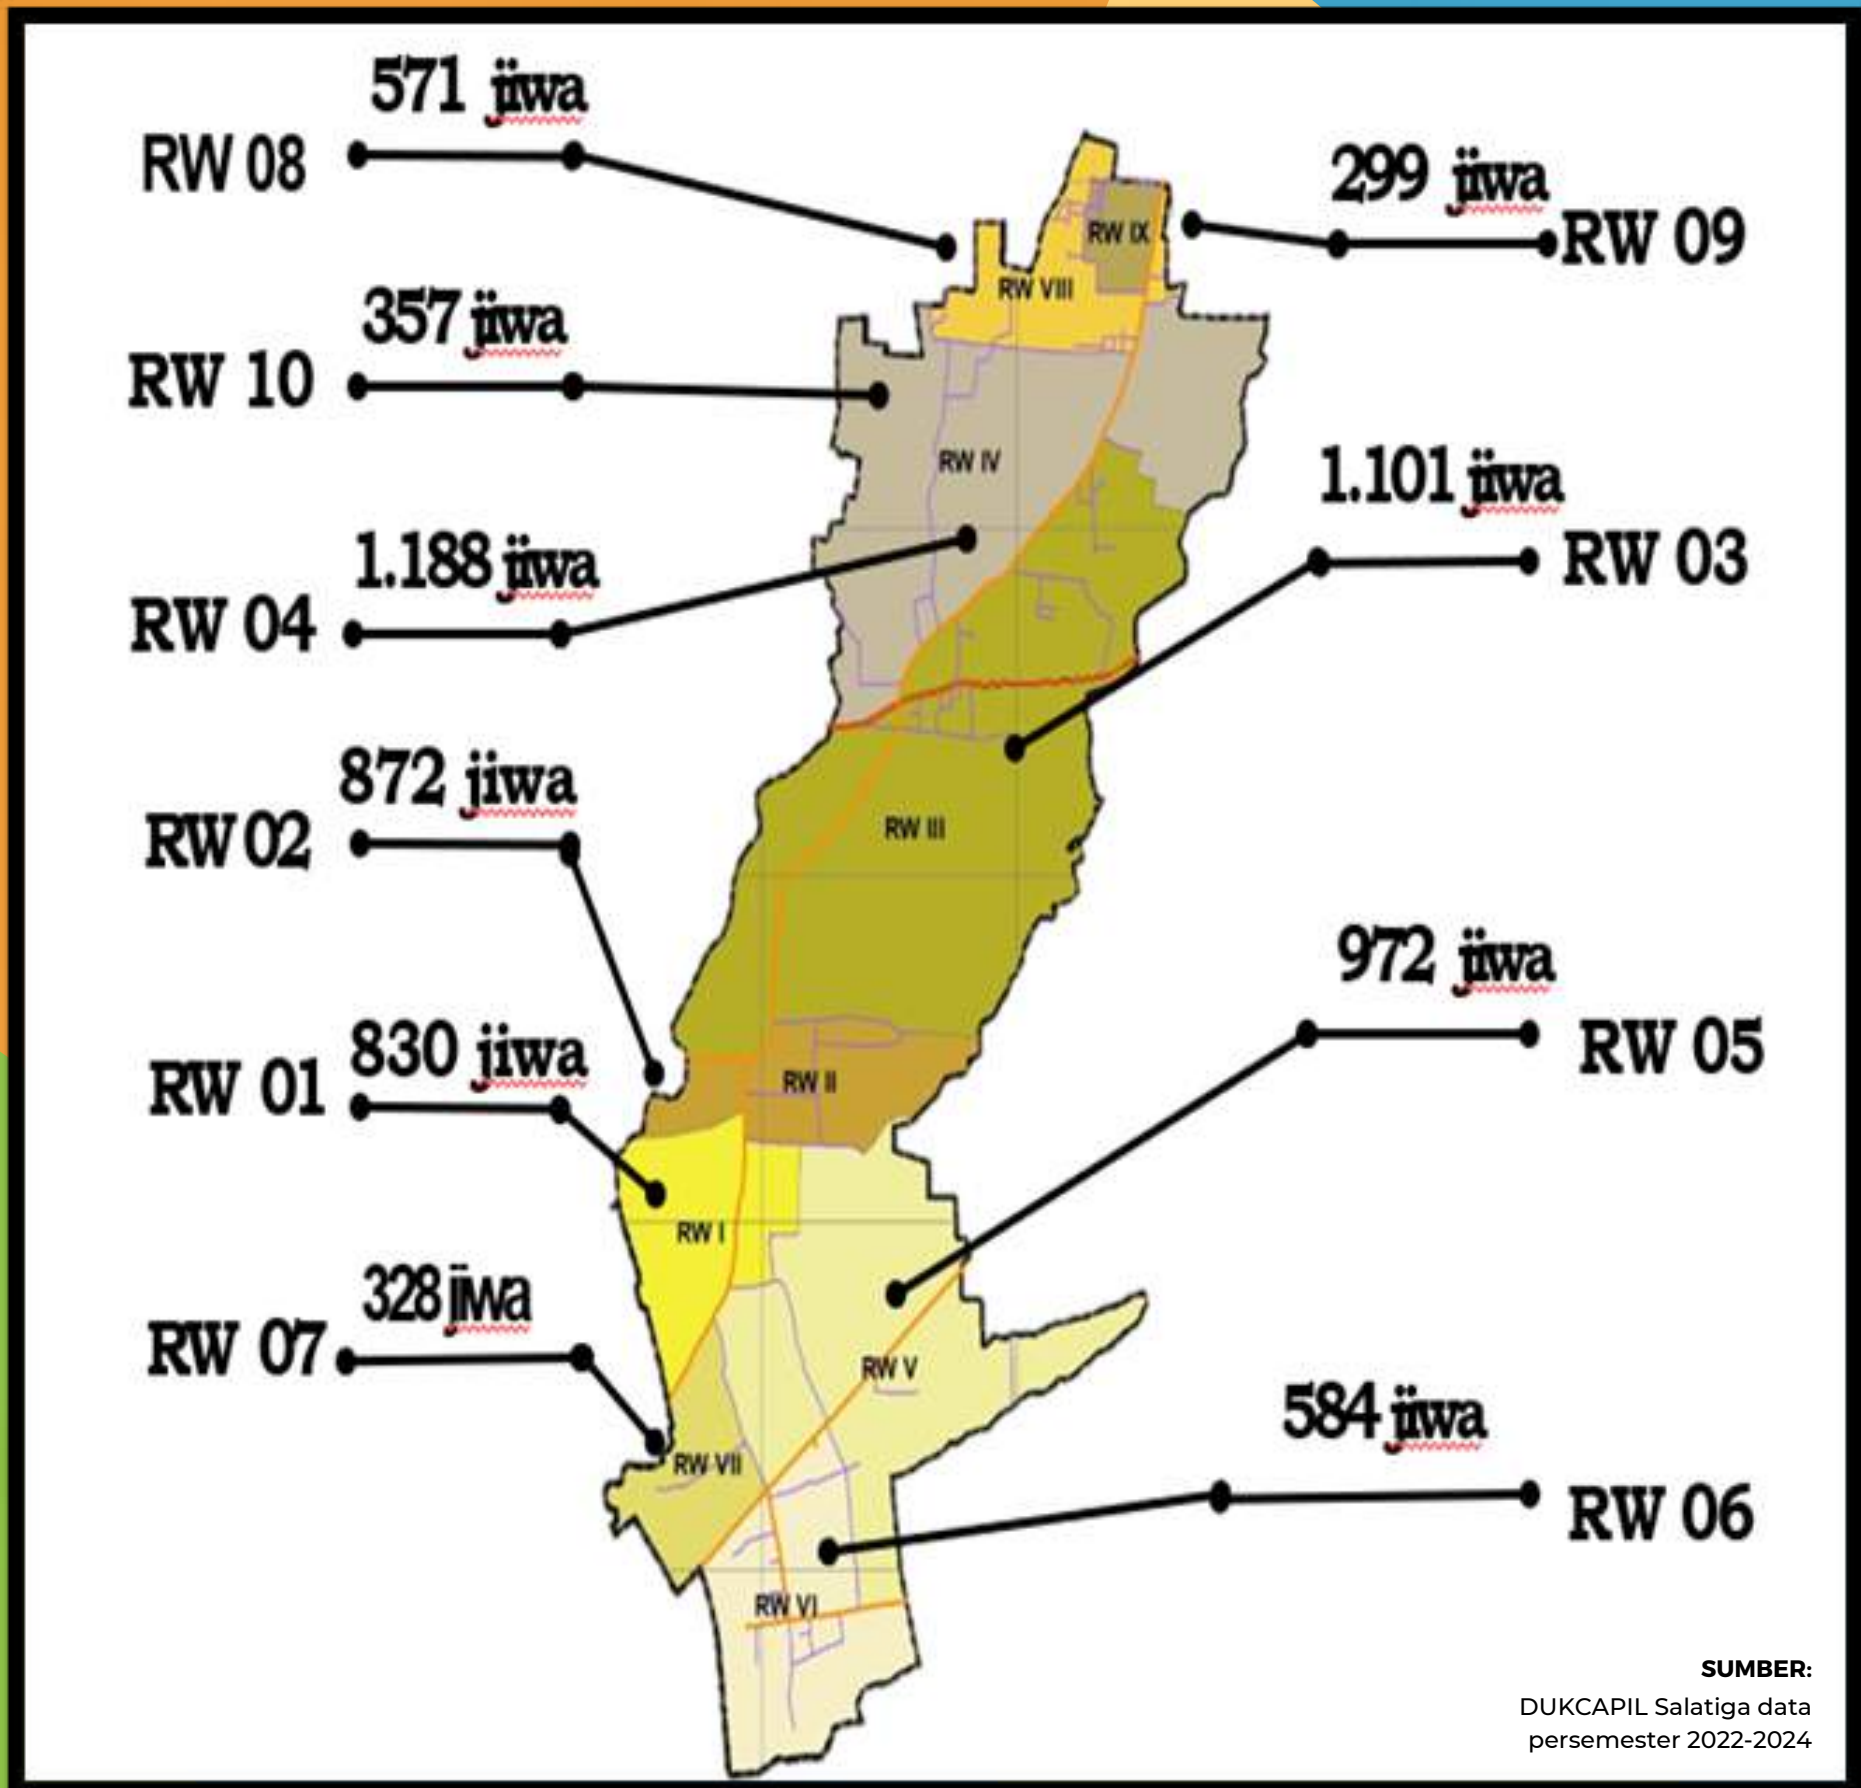 571 jiwa
RW 08
299 jiwa
RW 09
RW IX
RW VIII
357 jiwa
RW 10
RW IV
1.101 jiwa
RW 03
1.188 jiwa
RW 04
872 jiwa
RW 02
RW III
972 jiwa
RW 05
830 jiwa
RW 01
RW II
RW I
328 jiwa
RW 07
RW V
584 jiwa
RW 06
RW VII
RW VI
SUMBER:
DUKCAPIL Salatiga data
persemester 2022-2024